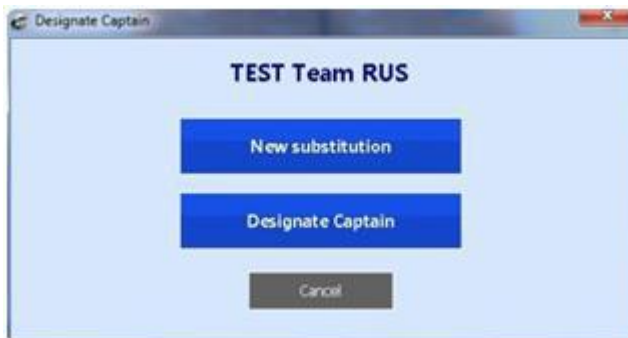 Designate Captain
TEST Team RUS
New substitution
Designate Captain
Cancel